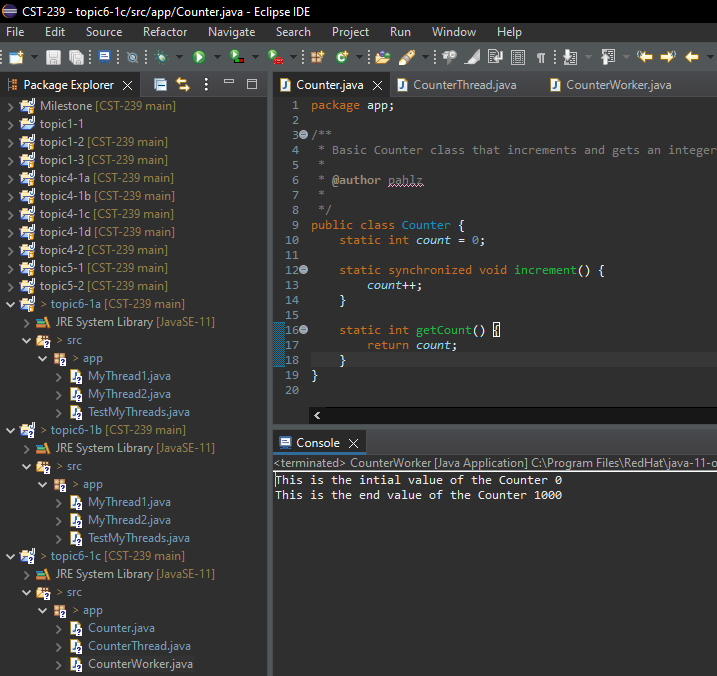 CST-239 - topic6-1c/src/app/Counter.java - Eclipse IDE
File Edit Source Refactor Navigate Search Project Run Window Help
Package Explorer
Milestone [CST-239 main]
topic1-1
topic1-2 [CST-239 main]
topic1-3 [CST-239 main]
topic4-1a [CST-239 main]
topic4-1b [CST-239 main]
topic4-1c [CST-239 main]
topic4-1d [CST-239 main]
topic4-2 [CST-239 main]
topic5-1 [CST-239 main]
topic5-2 [CST-239 main]
> topic6-1a [CST-239 main]
JRE System Library [JavaSE-11]
> src
> app
MyThread1.java
MyThread2.java
TestMyThreads.java
> topic6-1b [CST-239 main]
JRE System Library [JavaSE-11]
> src
> app
MyThread1.java
MyThread2.java
TestMyThreads.java
> topic6-1c [CST-239 main]
JRE System Library [JavaSE-11]
> src
> app
Counter.java
CounterThread.java
CounterWorker.java
Counter.java CounterThread.java CounterWorker.java
1 package app;
2
3 /**
4 * Basic Counter class that increments and gets an integer
5 *
6 * @author pahlz
7 *
8 */
9 public class Counter {
10 static int count = 0;
11
12 static synchronized void increment() {
13 count++;
14 }
15
16 static int getCount() {
17 return count;
18 }
19 }
20
Console
<terminated> CounterWorker [Java Application] C:\Program Files\RedHat\java-11-o
This is the intial value of the Counter 0
This is the end value of the Counter 1000